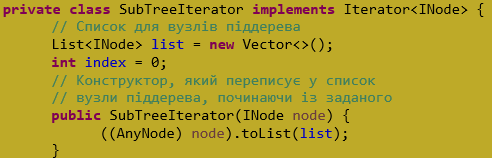 private class SubTreeIterator implements Iterator<INode> {
// Список для вузлів піддерева
List<INode> list = new Vector<>();
int index = 0;
// Конструктор, який переписує у список
// вузли піддерева, починаючи із заданого
public SubTreeIterator(INode node) {
((AnyNode) node).toList(list);
}